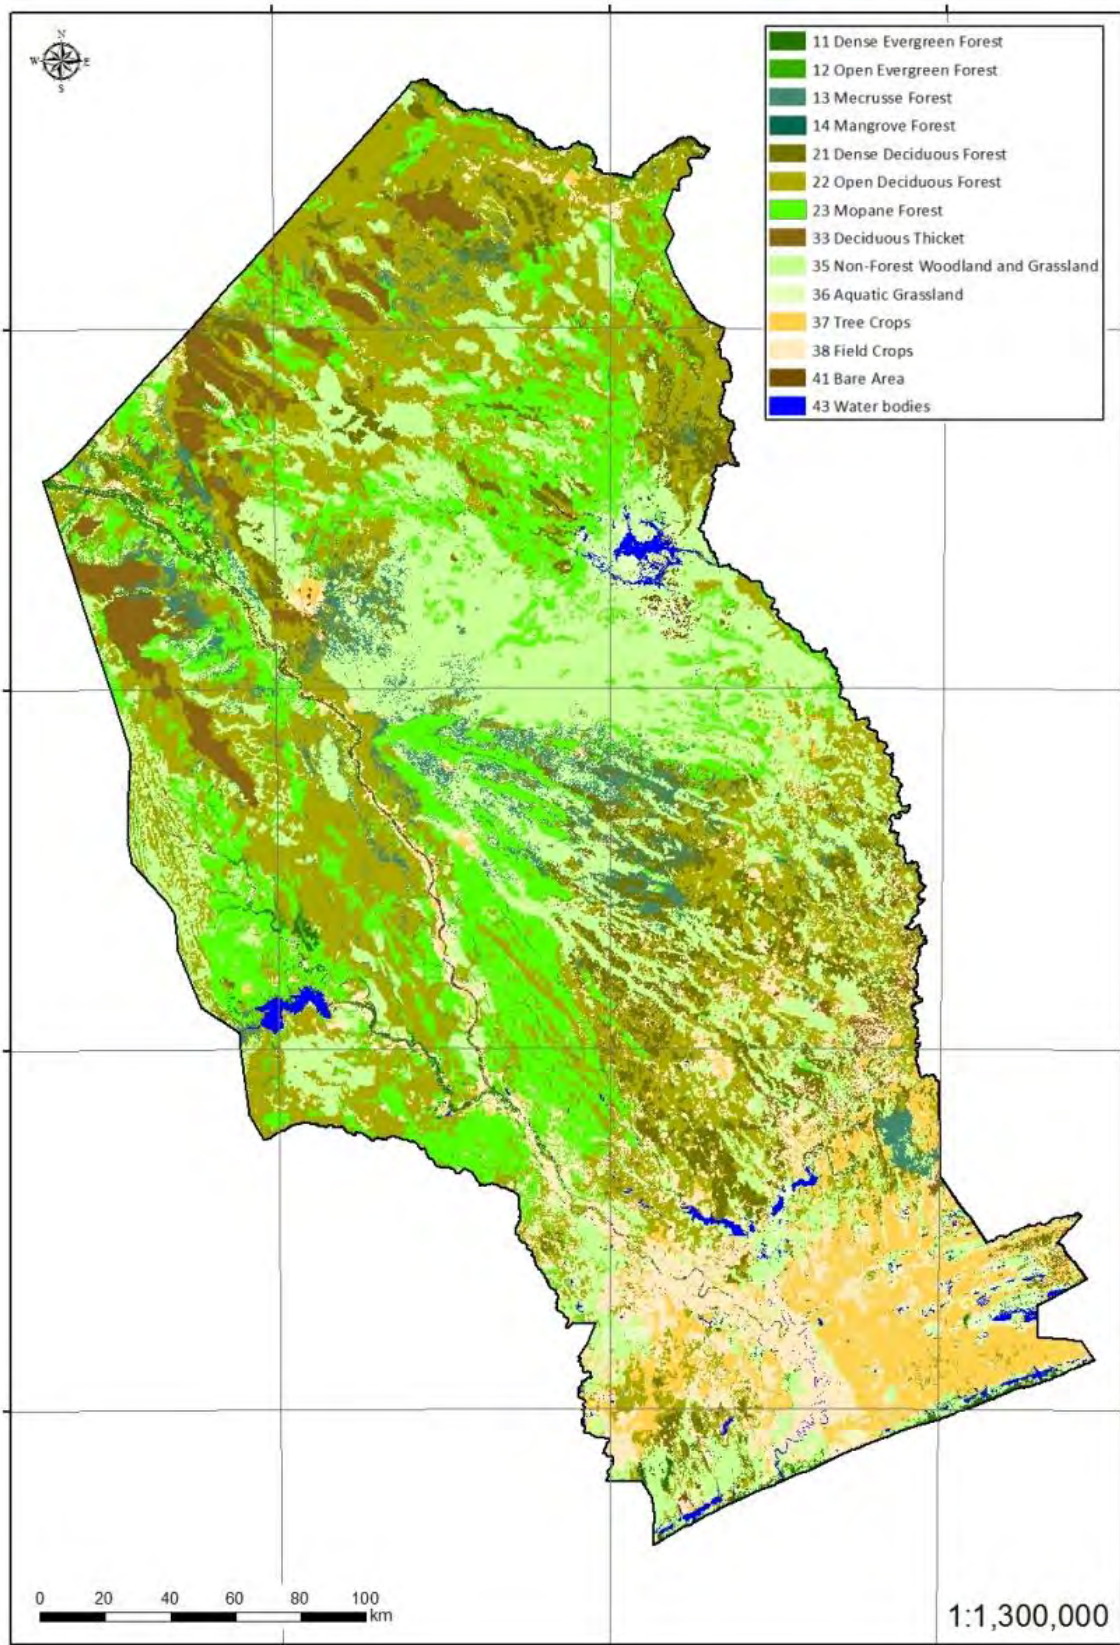 N
W E
S
11 Dense Evergreen Forest
12 Open Evergreen Forest
13 Mecrusse Forest
14 Mangrove Forest
21 Dense Deciduous Forest
22 Open Deciduous Forest
23 Mopane Forest
33 Deciduous Thicket
35 Non-Forest Woodland and Grassland
36 Aquatic Grassland
37 Tree Crops
38 Field Crops
41 Bare Area
43 Water bodies
0 20 40 60 80 100
km
1:1,300,000